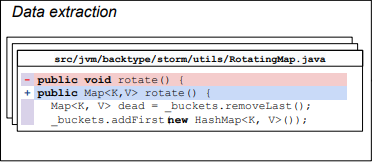 Data extraction
src/jvm/backtype/storm/utils/RotatingMap.java
- public void rotate() {
+ public Map<K,V> rotate() {
Map<K, V> dead = _buckets.removeLast();
_buckets.addFirst(new HashMap<K, V>());